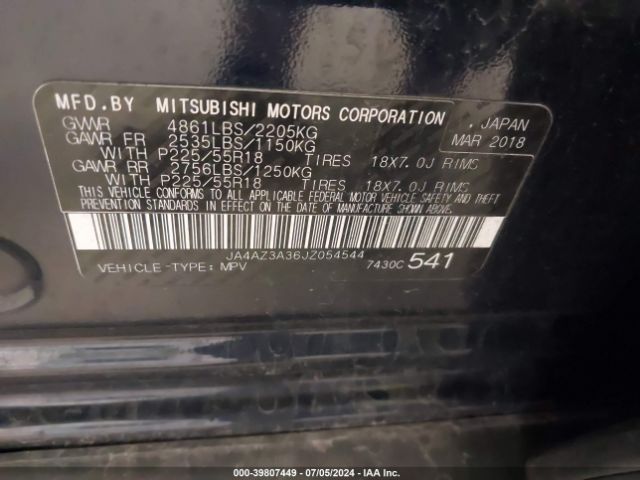 MFD.BY MITSUBISHI MOTORS CORPORATION, JAPAN
GVWR 4861LBS/2205KG MAR 2018
GAWR FR 2535LBS/1150KG
WITH P225/55R18 TIRES 18X7.0J RIMS
GAWR RR 2756LBS/1250KG
WITH P225/55R18 TIRES 18X7.0J RIMS
THIS VEHICLE CONFORMS TO ALL APPLICABLE FEDERAL MOTOR VEHICLE SAFETY AND THEFT
PREVENTION STANDARDS IN EFFECT ON THE DATE OF MANUFACTURE SHOWN ABOVE.
JA4AZ3A36JZ054544
VEHICLE-TYPE: MPV 7430C 541
000-39807449 - 07/05/2024 - IAA Inc.